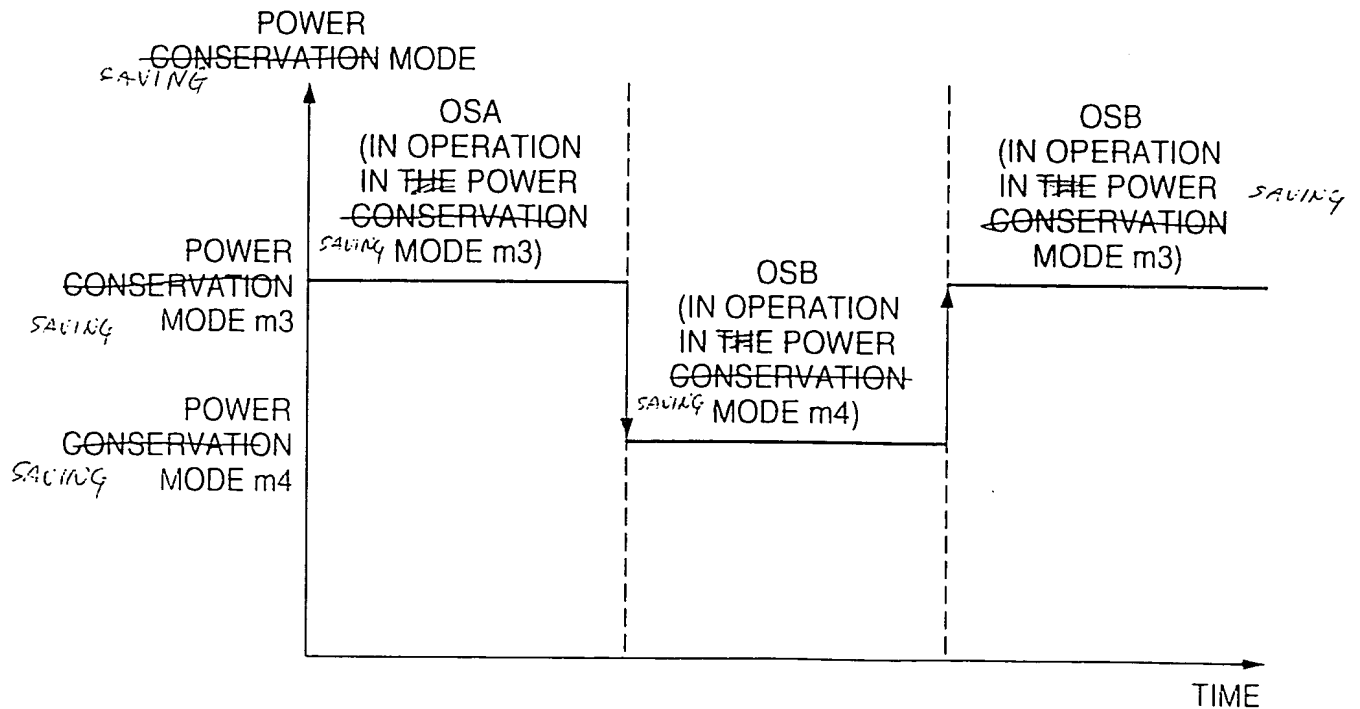 POWER
CONSERVATION MODE
SAVING
OSA
(IN OPERATION
IN THE POWER
CONSERVATION
SAVING MODE m3)
OSB
(IN OPERATION
IN THE POWER
CONSERVATION
SAVING MODE m4)
OSB
(IN OPERATION
IN THE POWER SAVING
CONSERVATION
MODE m3)
POWER
CONSERVATION
SAVING MODE m3
POWER
CONSERVATION
SAVING MODE m4
TIME